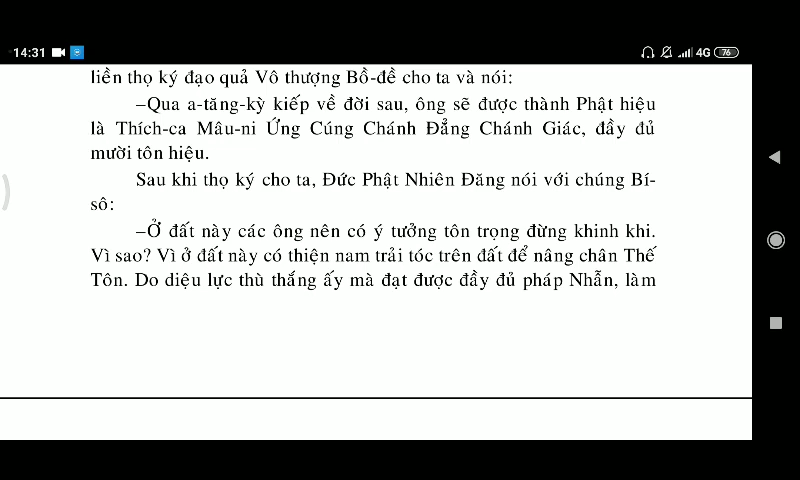 14:31 4G 76
liền thọ ký đạo quả Vô thượng Bồ-đề cho ta và nói:
–Qua a-tăng-kỳ kiếp về đời sau, ông sẽ được thành Phật hiệu
là Thích-ca Mâu-ni Ứng Cúng Chánh Đẳng Chánh Giác, đầy đủ
mười tôn hiệu.
Sau khi thọ ký cho ta, Đức Phật Nhiên Đăng nói với chúng Bí-
sô:
–Ở đất này các ông nên có ý tưởng tôn trọng đừng khinh khi.
Vì sao? Vì ở đất này có thiện nam trải tóc trên đất để nâng chân Thế
Tôn. Do diệu lực thù thắng ấy mà đạt được đầy đủ pháp Nhẫn, làm